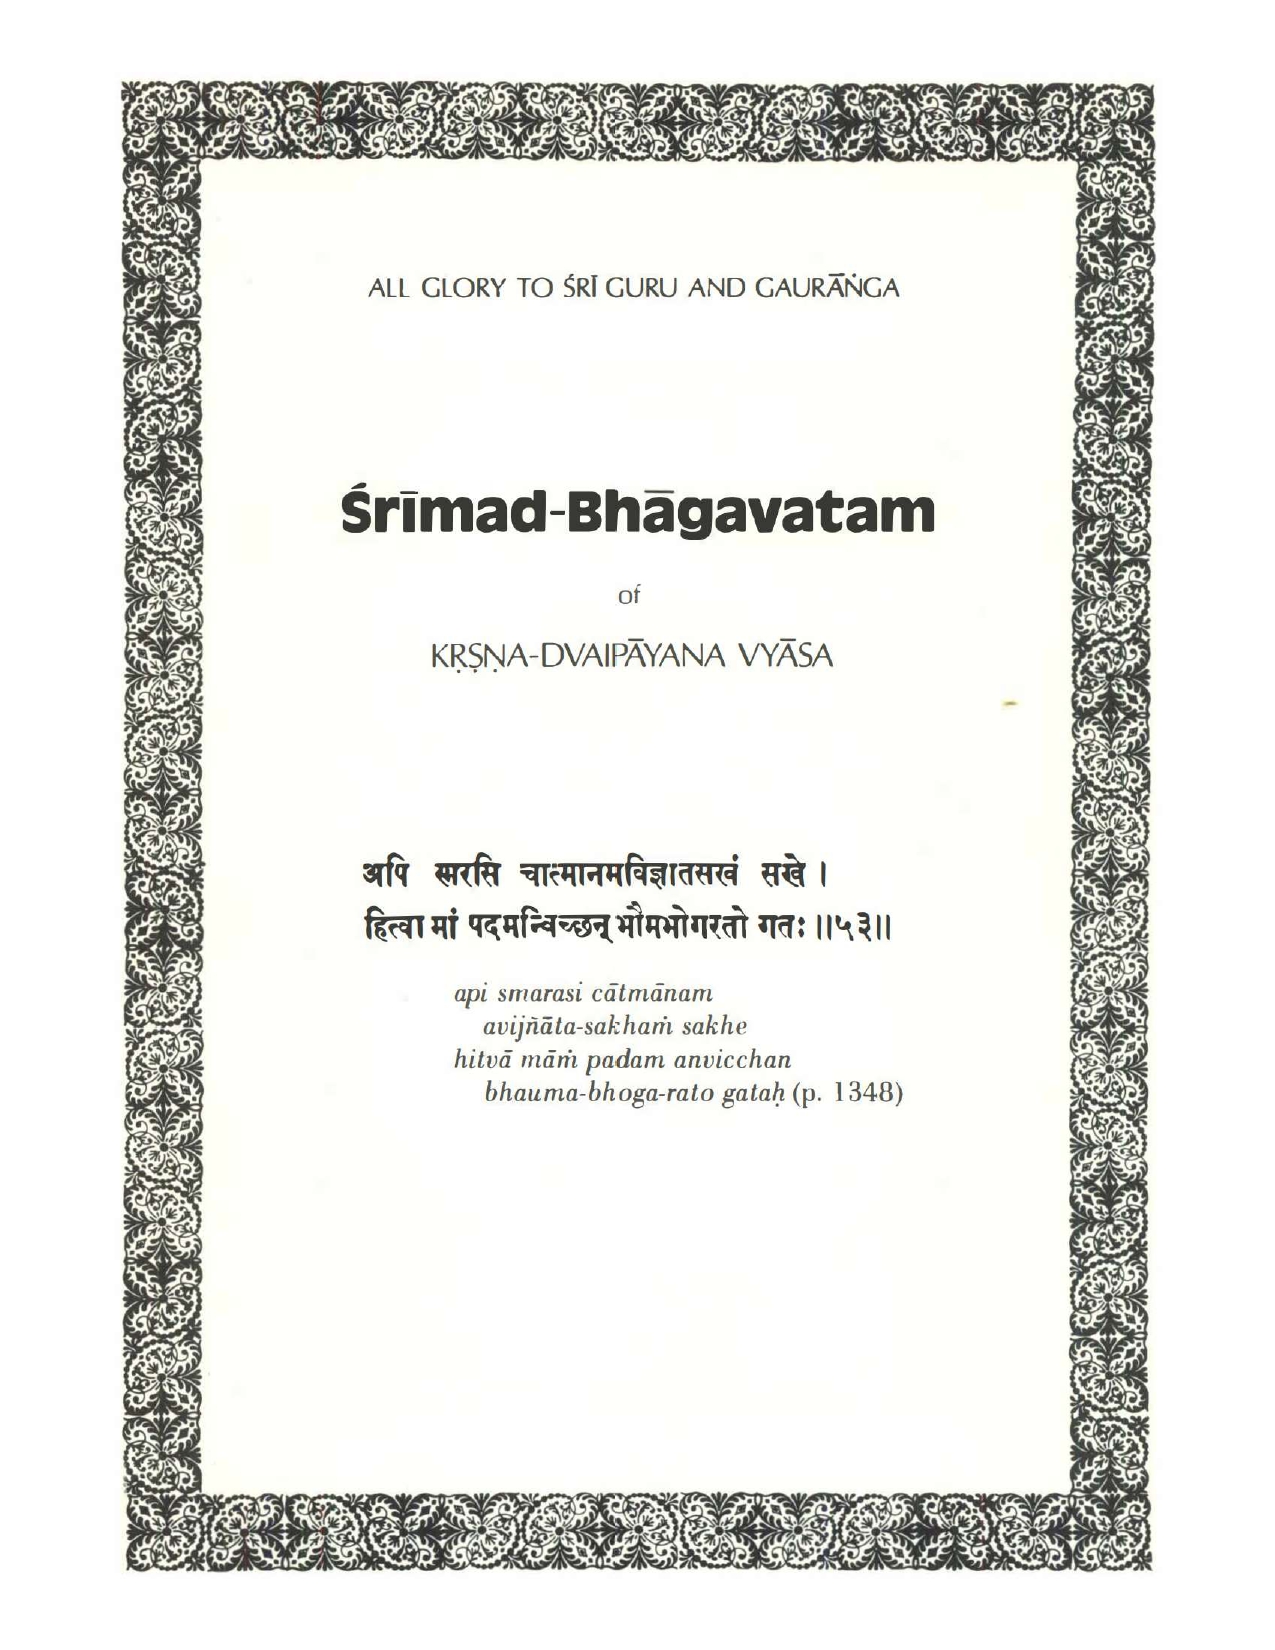 ALL GLORY TO ŚRĪ GURU AND GAURĀṄGA
Śrīmad-Bhāgavatam
of
KṚṢṆA-DVAIPĀYANA VYĀSA
अपि स्मरसि चात्मानमविज्ञातसखं सखे ।
हित्वा मां पदमन्विच्छन् भौमभोगरतो गतः ॥५३॥
api smarasi cātmānam
avijñāta-sakhaṁ sakhe
hitvā māṁ padam anvicchan
bhauma-bhoga-rato gataḥ (p. 1348)